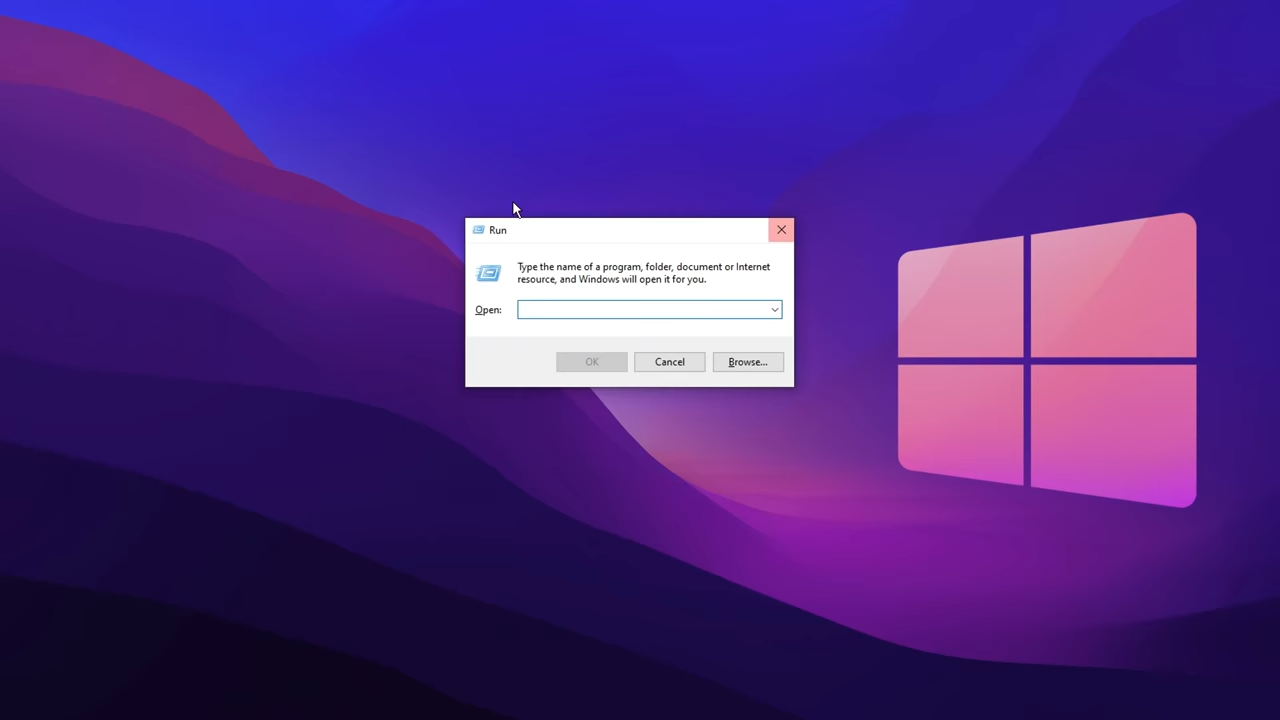 Run
Type the name of a program, folder, document or Internet
resource, and Windows will open it for you.
Open:
OK
Cancel
Browse...